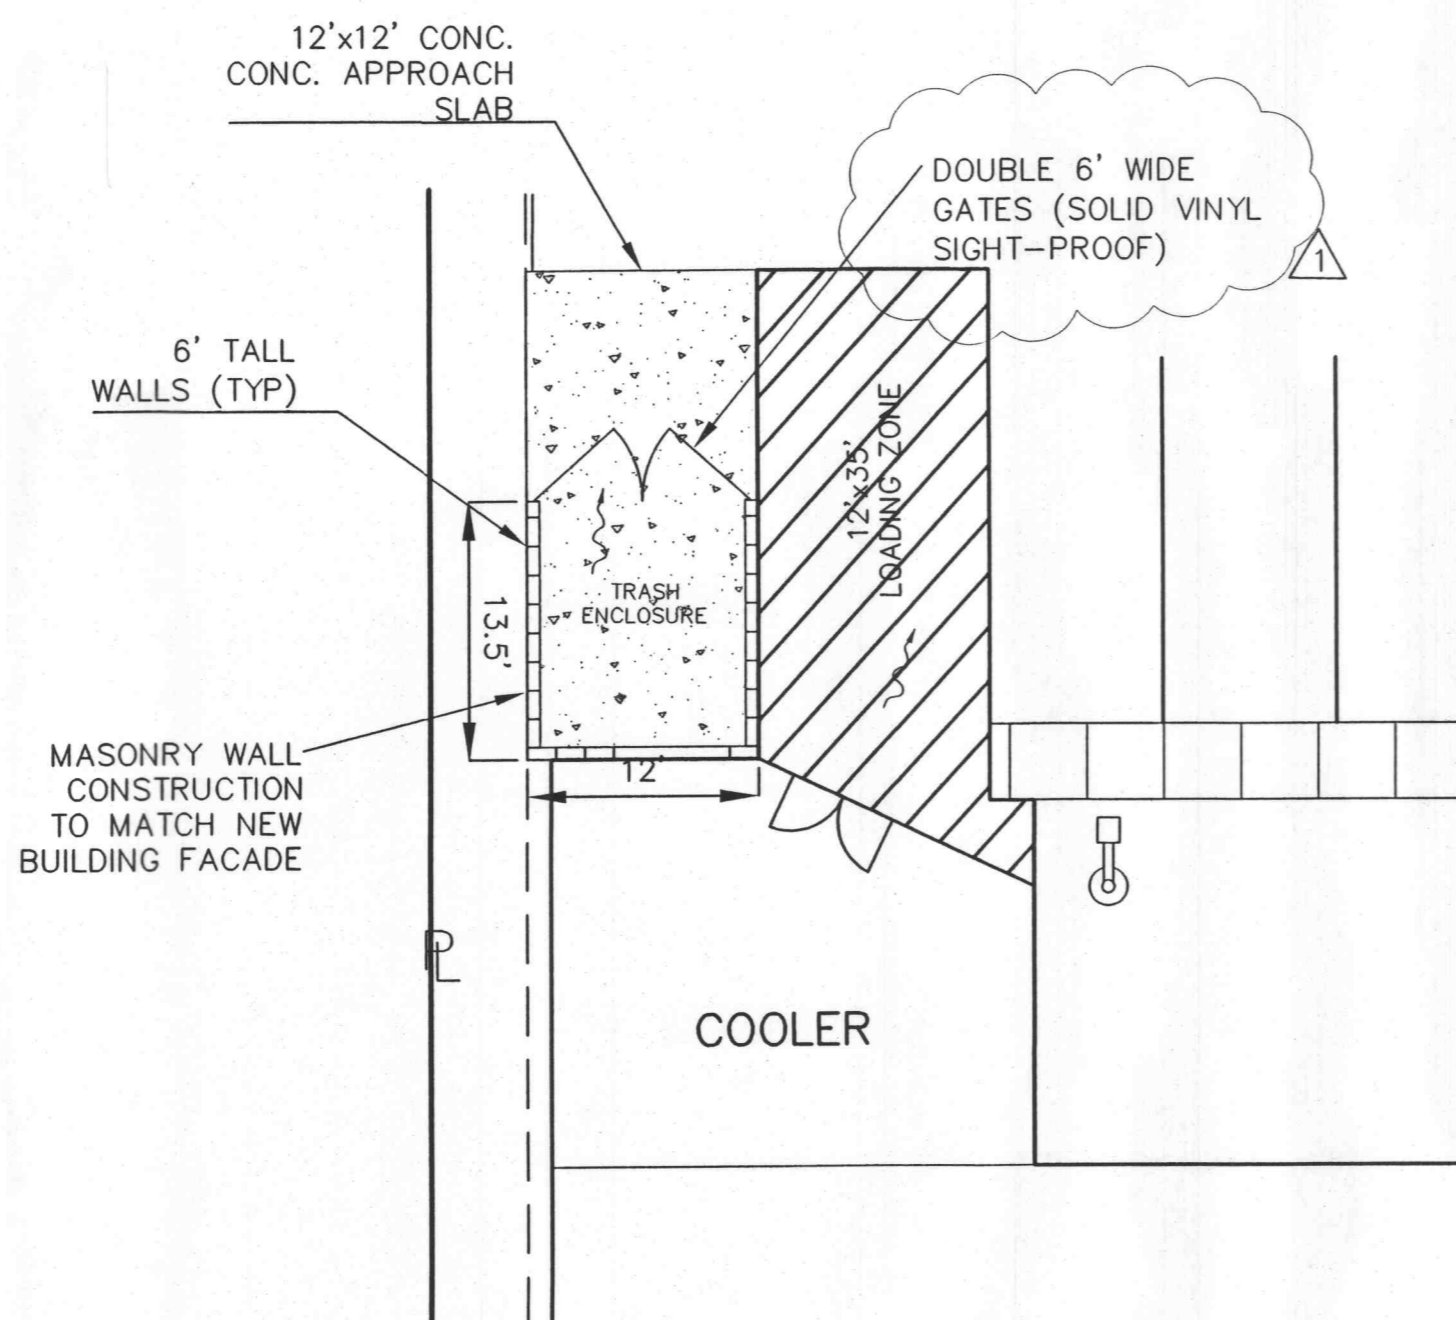 12'x12' CONC.
CONC. APPROACH
SLAB
DOUBLE 6' WIDE
GATES (SOLID VINYL
SIGHT-PROOF)
1
6' TALL
WALLS (TYP)
12'x35'
LOADING ZONE
TRASH
ENCLOSURE
13.5'
12'
MASONRY WALL
CONSTRUCTION
TO MATCH NEW
BUILDING FACADE
PL
COOLER